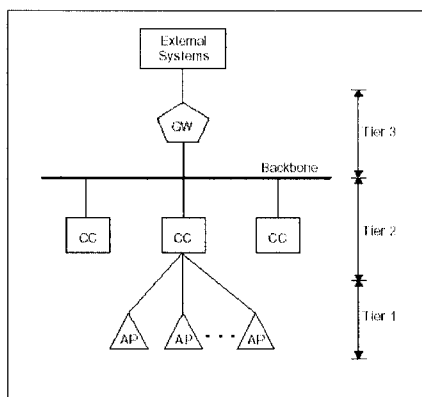 External
Systems
GW
Tier 3
Backbone
CC
CC
CC
Tier 2
AP
AP
AP
Tier 1